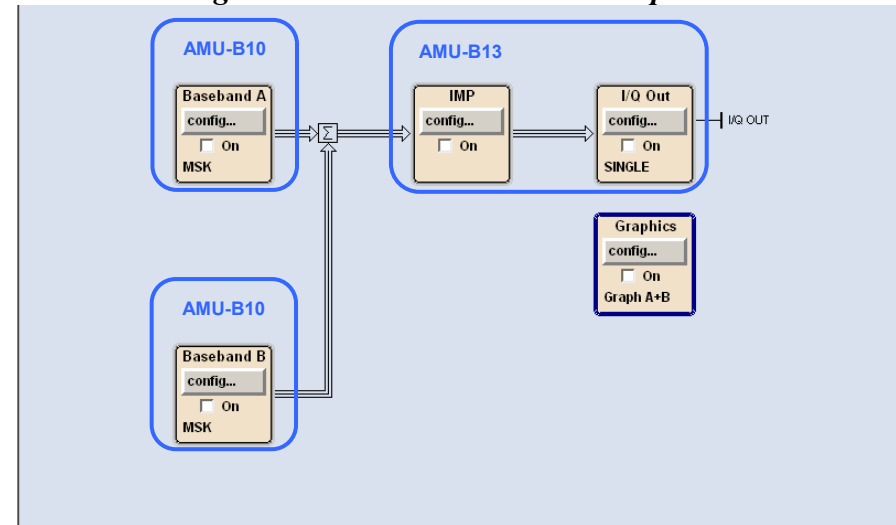 AMU-B10
AMU-B13
Baseband A
config...
On
MSK
Σ
IMP
config...
On
I/Q Out
config...
On
SINGLE
I/Q OUT
Graphics
config...
On
Graph A+B
AMU-B10
Baseband B
config...
On
MSK